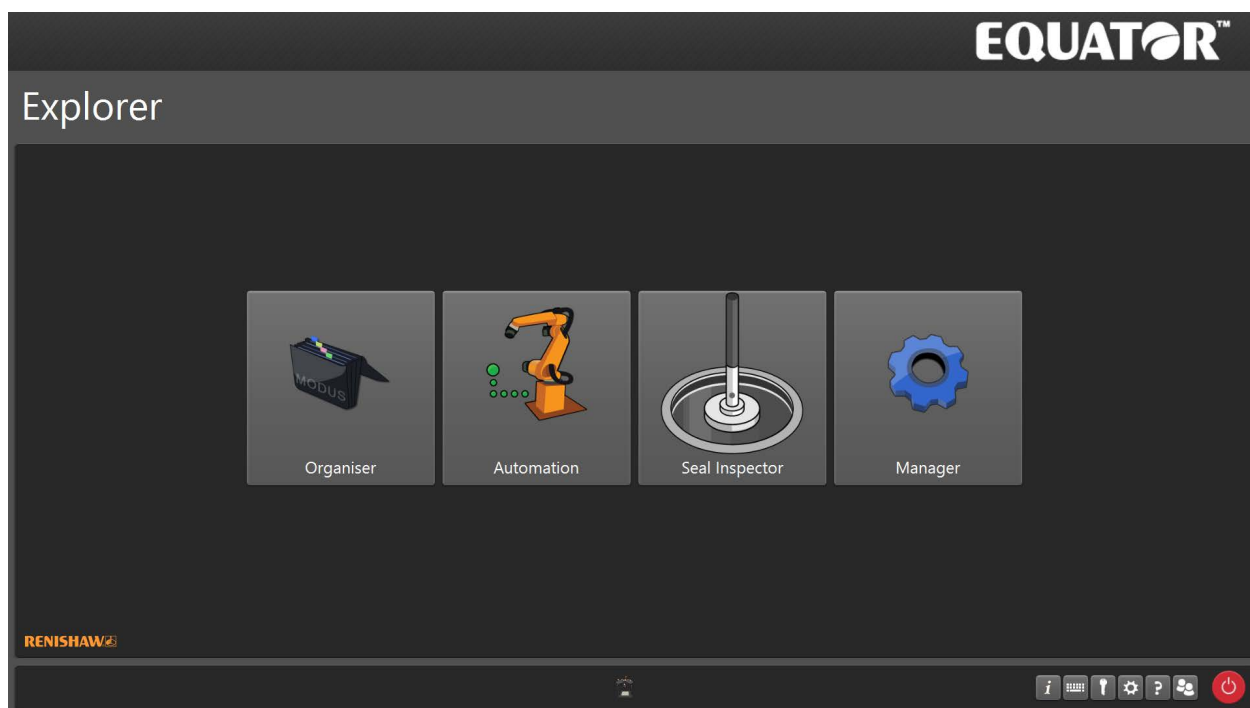 EQUATOR™
Explorer
MODUS
Organiser
Automation
Seal Inspector
Manager
RENISHAW
i
?